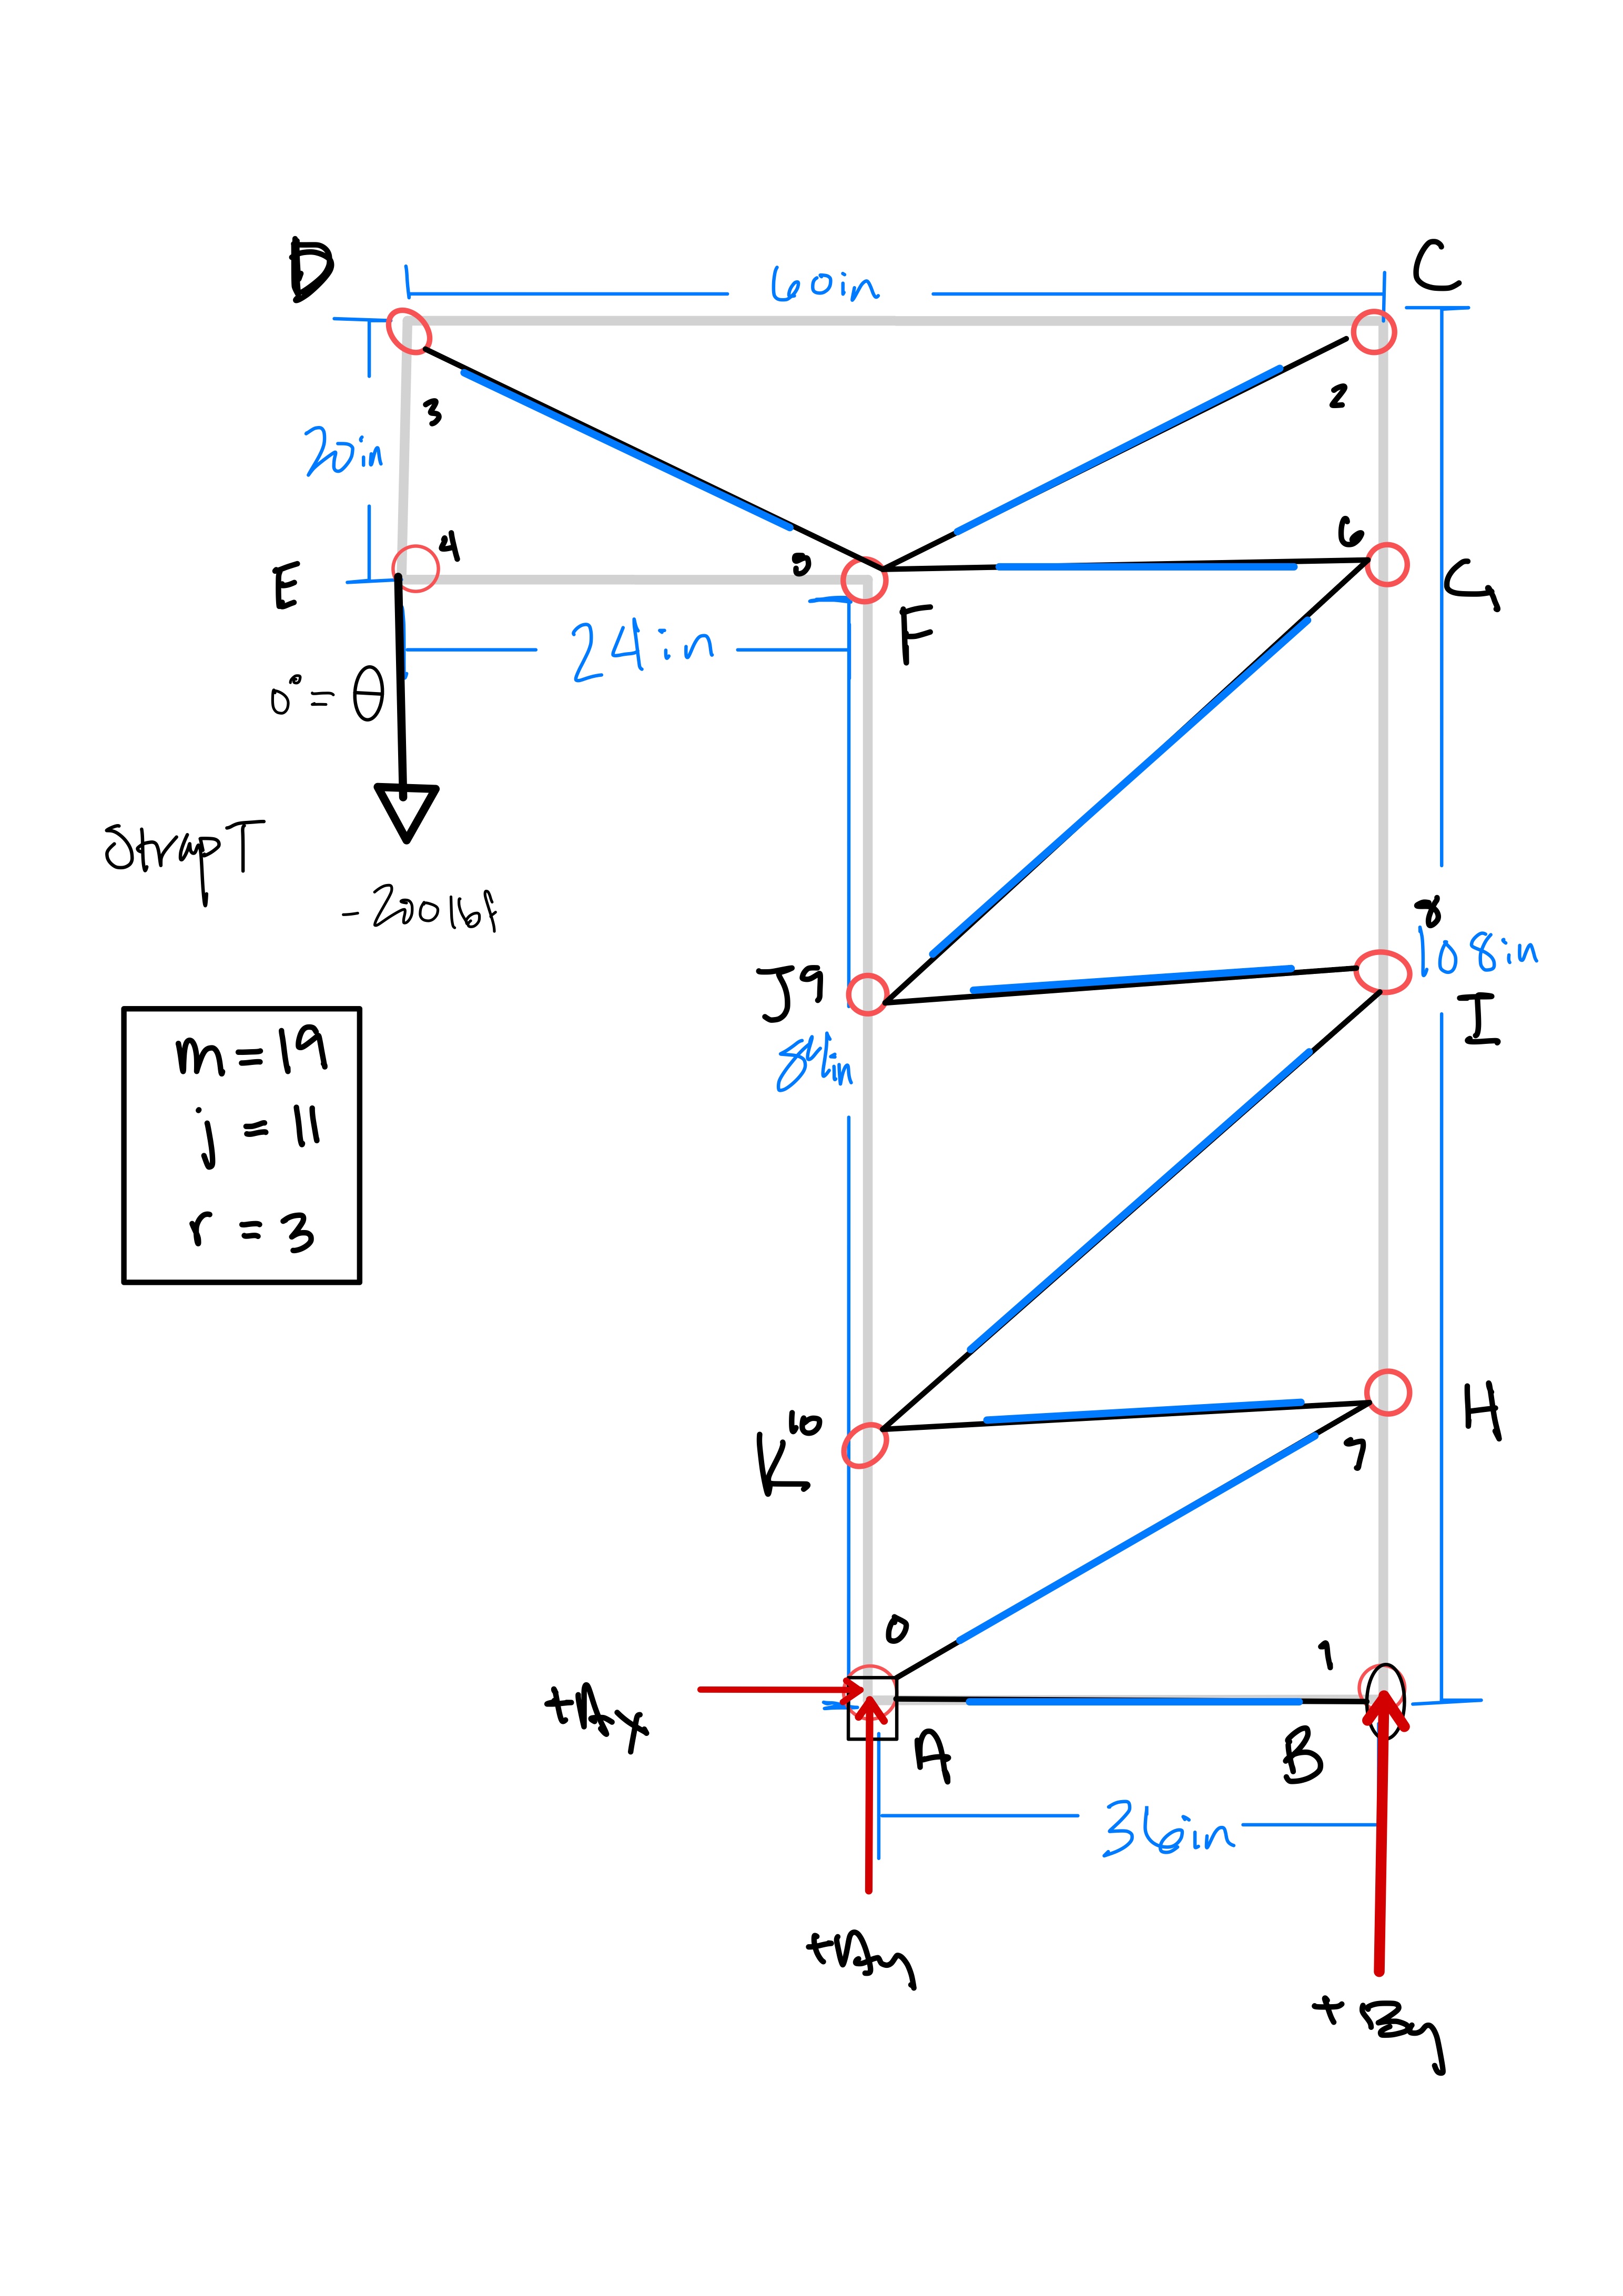 D
60in
C
3
2
20in
4
5
6
E
F
G
24in
0° = θ
StrapT
-200lbf
8
108in
J9
I
84in
m=19
j = 11
r = 3
K10
H
7
0
1
+Ax
A
B
36in
+Ay
+By